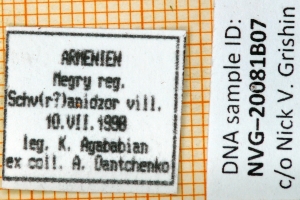 ARMENIEN
Megry reg.
Schv(r?)anidzor vill.
10.VII.1998
leg. K. Agababian
ex coll. A. Dantchenko
DNA sample ID:
NVG-20081B07
c/o Nick V. Grishin